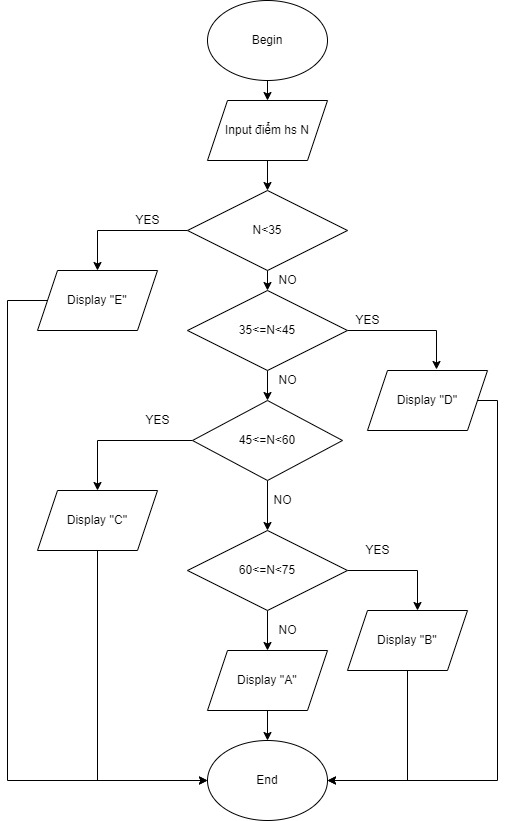 Begin
Input điểm hs N
N<35
YES
Display "E"
NO
35<=N<45
YES
Display "D"
NO
45<=N<60
YES
Display "C"
NO
60<=N<75
YES
Display "B"
NO
Display "A"
End